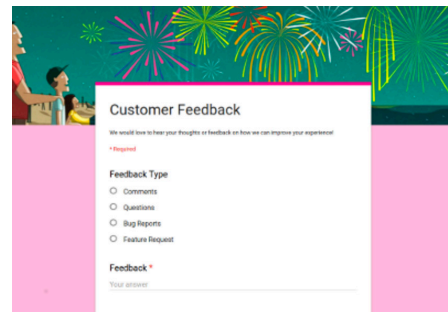 Customer Feedback
We would love to hear your thoughts or feedback on how we can improve your experience!
* Required
Feedback Type
Comments
Questions
Bug Reports
Feature Request
Feedback *
Your answer